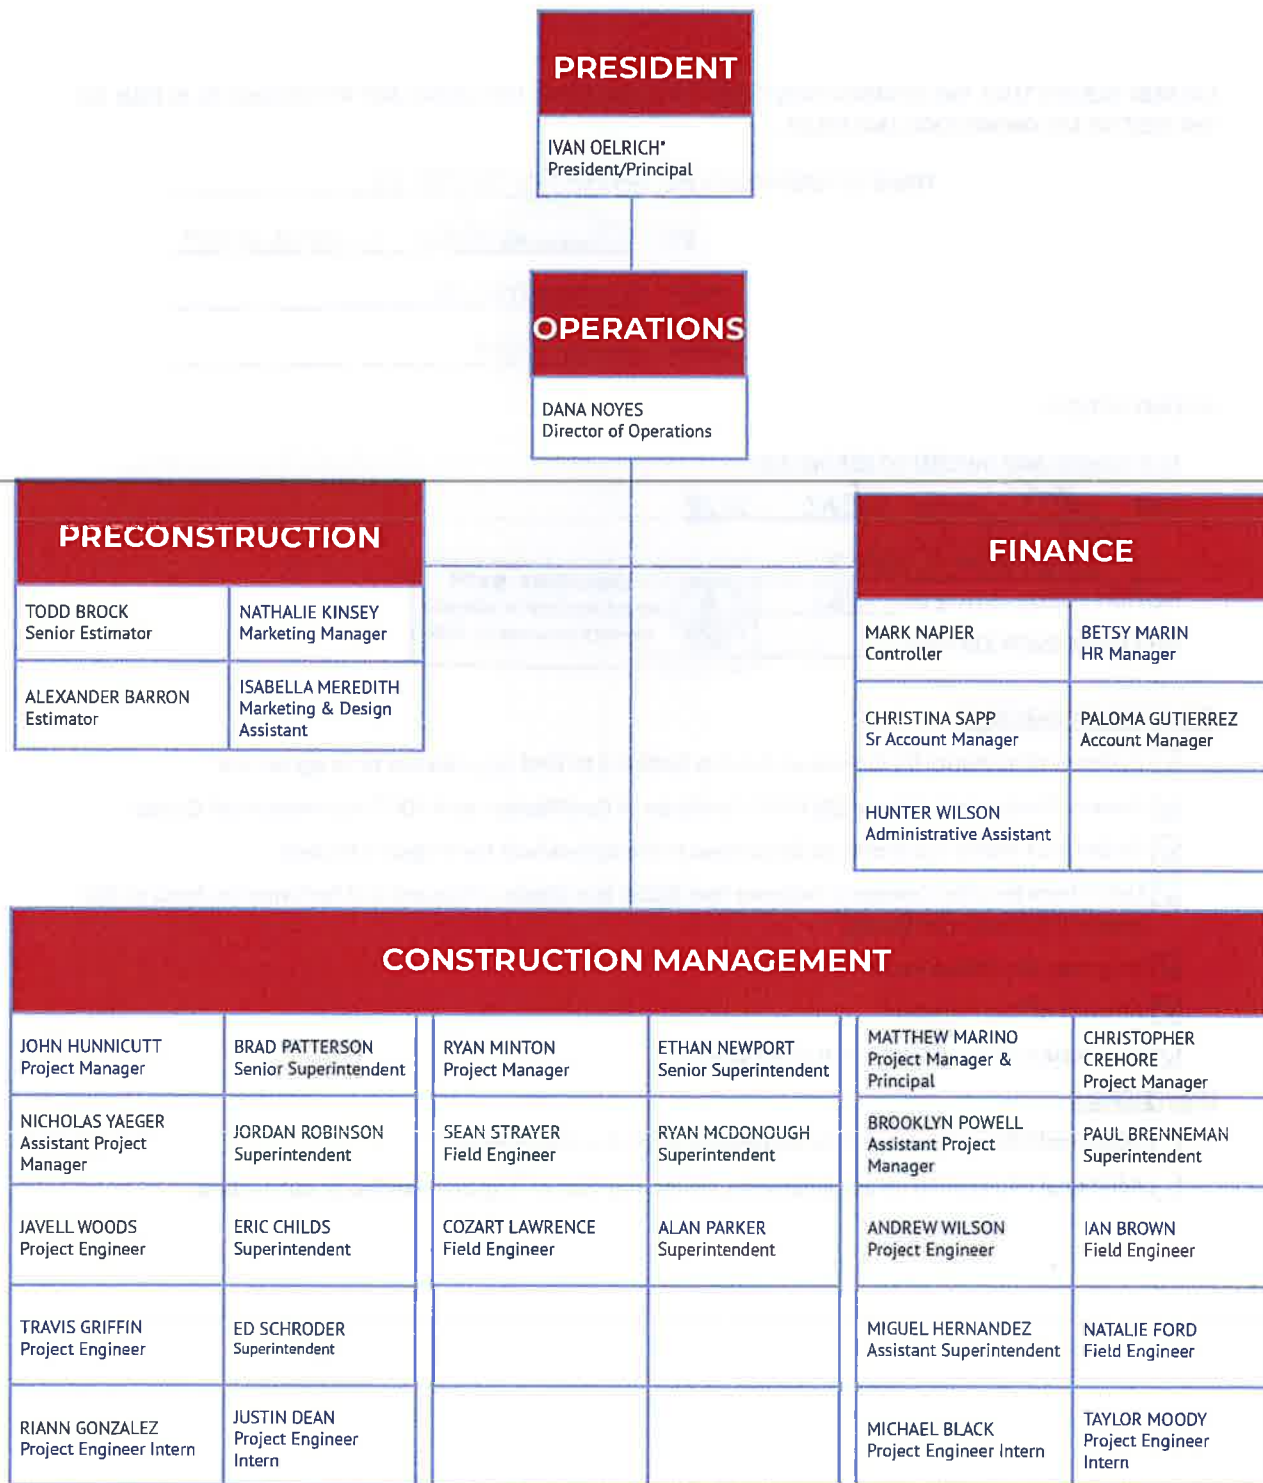 PRESIDENT
IVAN OELRICH*
President/Principal
OPERATIONS
DANA NOYES
Director of Operations
PRECONSTRUCTION
TODD BROCK
Senior Estimator
NATHALIE KINSEY
Marketing Manager
ALEXANDER BARRON
Estimator
ISABELLA MEREDITH
Marketing & Design
Assistant
FINANCE
MARK NAPIER
Controller
BETSY MARIN
HR Manager
CHRISTINA SAPP
Sr Account Manager
PALOMA GUTIERREZ
Account Manager
HUNTER WILSON
Administrative Assistant
CONSTRUCTION MANAGEMENT
JOHN HUNNICUTT
Project Manager
BRAD PATTERSON
Senior Superintendent
RYAN MINTON
Project Manager
ETHAN NEWPORT
Senior Superintendent
MATTHEW MARINO
Project Manager &
Principal
CHRISTOPHER
CREHORE
Project Manager
NICHOLAS YAEGER
Assistant Project
Manager
JORDAN ROBINSON
Superintendent
SEAN STRAYER
Field Engineer
RYAN MCDONOUGH
Superintendent
BROOKLYN POWELL
Assistant Project
Manager
PAUL BRENNEMAN
Superintendent
JAVELL WOODS
Project Engineer
ERIC CHILDS
Superintendent
COZART LAWRENCE
Field Engineer
ALAN PARKER
Superintendent
ANDREW WILSON
Project Engineer
IAN BROWN
Field Engineer
TRAVIS GRIFFIN
Project Engineer
ED SCHRODER
Superintendent
MIGUEL HERNANDEZ
Assistant Superintendent
NATALIE FORD
Field Engineer
RIANN GONZALEZ
Project Engineer Intern
JUSTIN DEAN
Project Engineer
Intern
MICHAEL BLACK
Project Engineer Intern
TAYLOR MOODY
Project Engineer
Intern